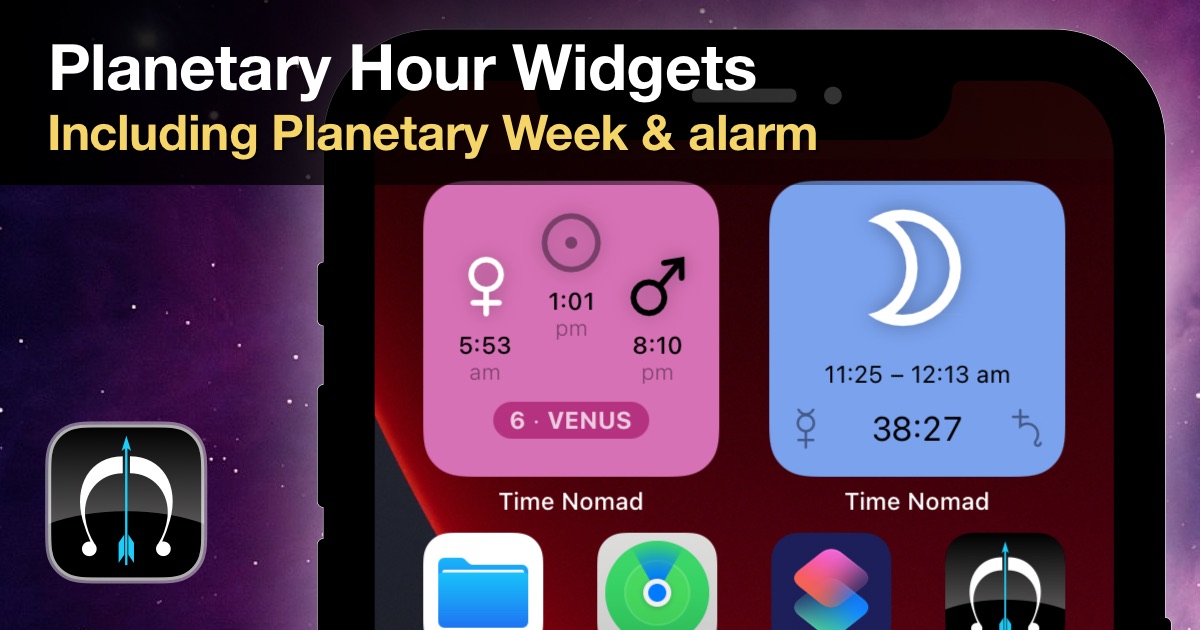 Planetary Hour Widgets
Including Planetary Week & alarm
1:01
pm
5:53
am
8:10
pm
6 · VENUS
11:25 – 12:13 am
38:27
Time Nomad
Time Nomad